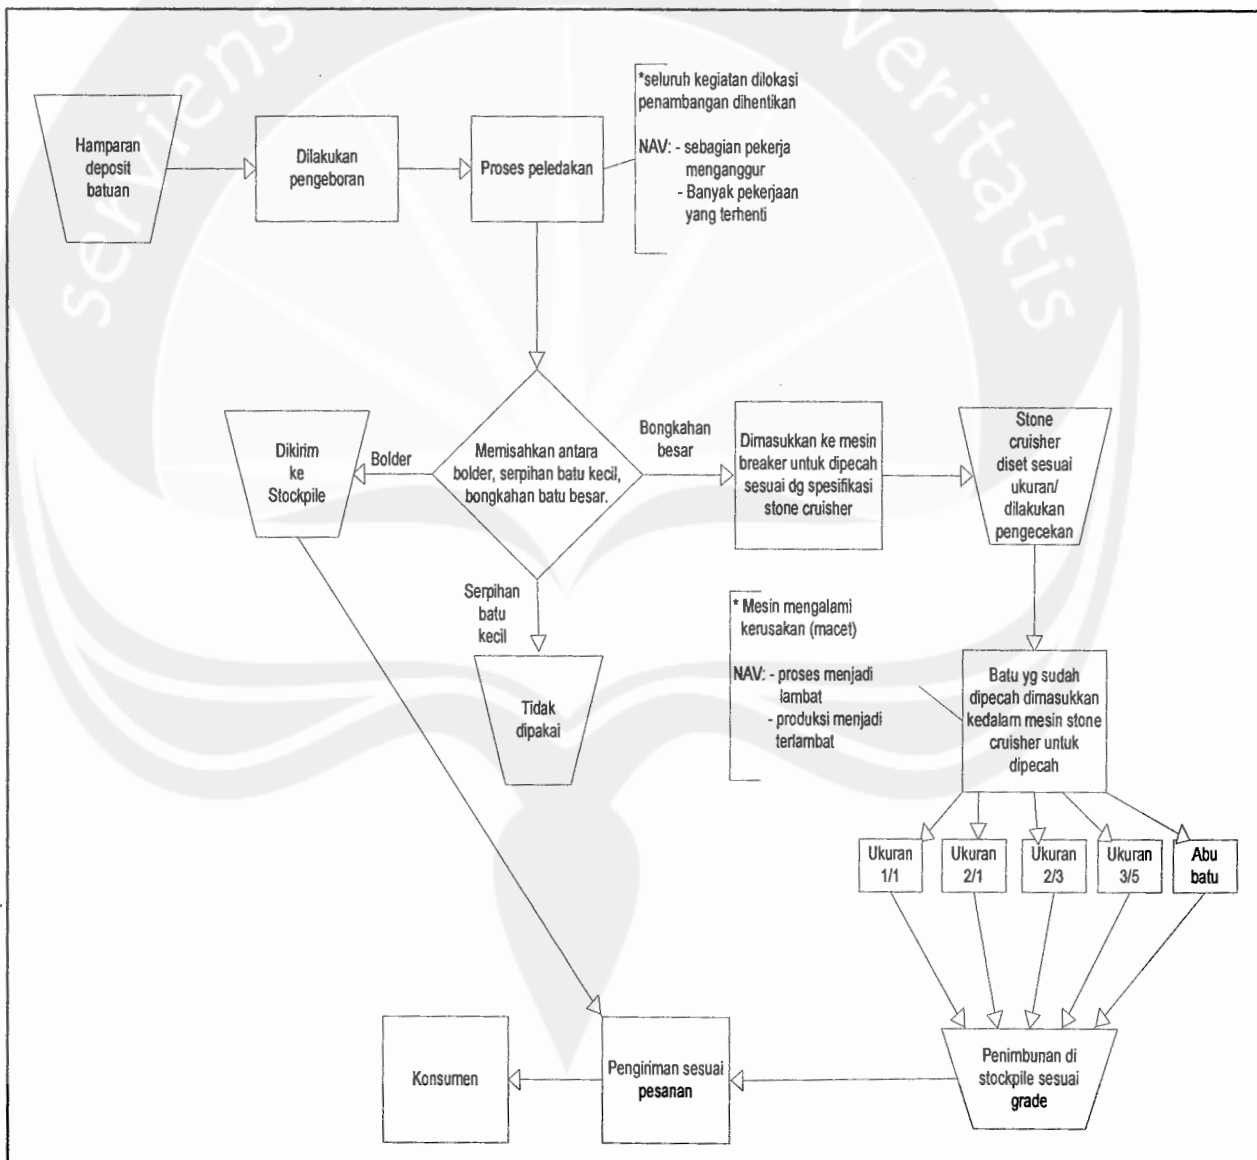 serviens
veritatis
*seluruh kegiatan dilokasi
penambangan dihentikan
NAV: - sebagian pekerja
menganggur
- Banyak pekerjaan
yang terhenti
Hamparan
deposit
batuan
Dilakukan
pengeboran
Proses peledakan
Dikirim
ke
Stockpile
Bolder
Memisahkan antara
bolder, serpihan batu kecil,
bongkahan batu besar.
Bongkahan
besar
Dimasukkan ke mesin
breaker untuk dipecah
sesuai dg spesifikasi
stone cruisher
Stone
cruisher
diset sesuai
ukuran/
dilakukan
pengecekan
Serpihan
batu
kecil
Tidak
dipakai
* Mesin mengalami
kerusakan (macet)
NAV: - proses menjadi
lambat
- produksi menjadi
terlambat
Batu yg sudah
dipecah dimasukkan
kedalam mesin stone
cruisher untuk
dipecah
Ukuran
1/1
Ukuran
2/1
Ukuran
2/3
Ukuran
3/5
Abu
batu
Konsumen
Pengiriman sesuai
pesanan
Penimbunan di
stockpile sesuai
grade